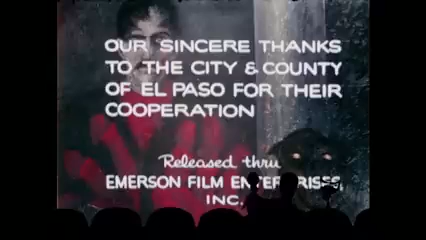 OUR SINCERE THANKS
TO THE CITY & COUNTY
OF EL PASO FOR THEIR
COOPERATION
Released thru
EMERSON FILM ENTERPRISES,
INC.